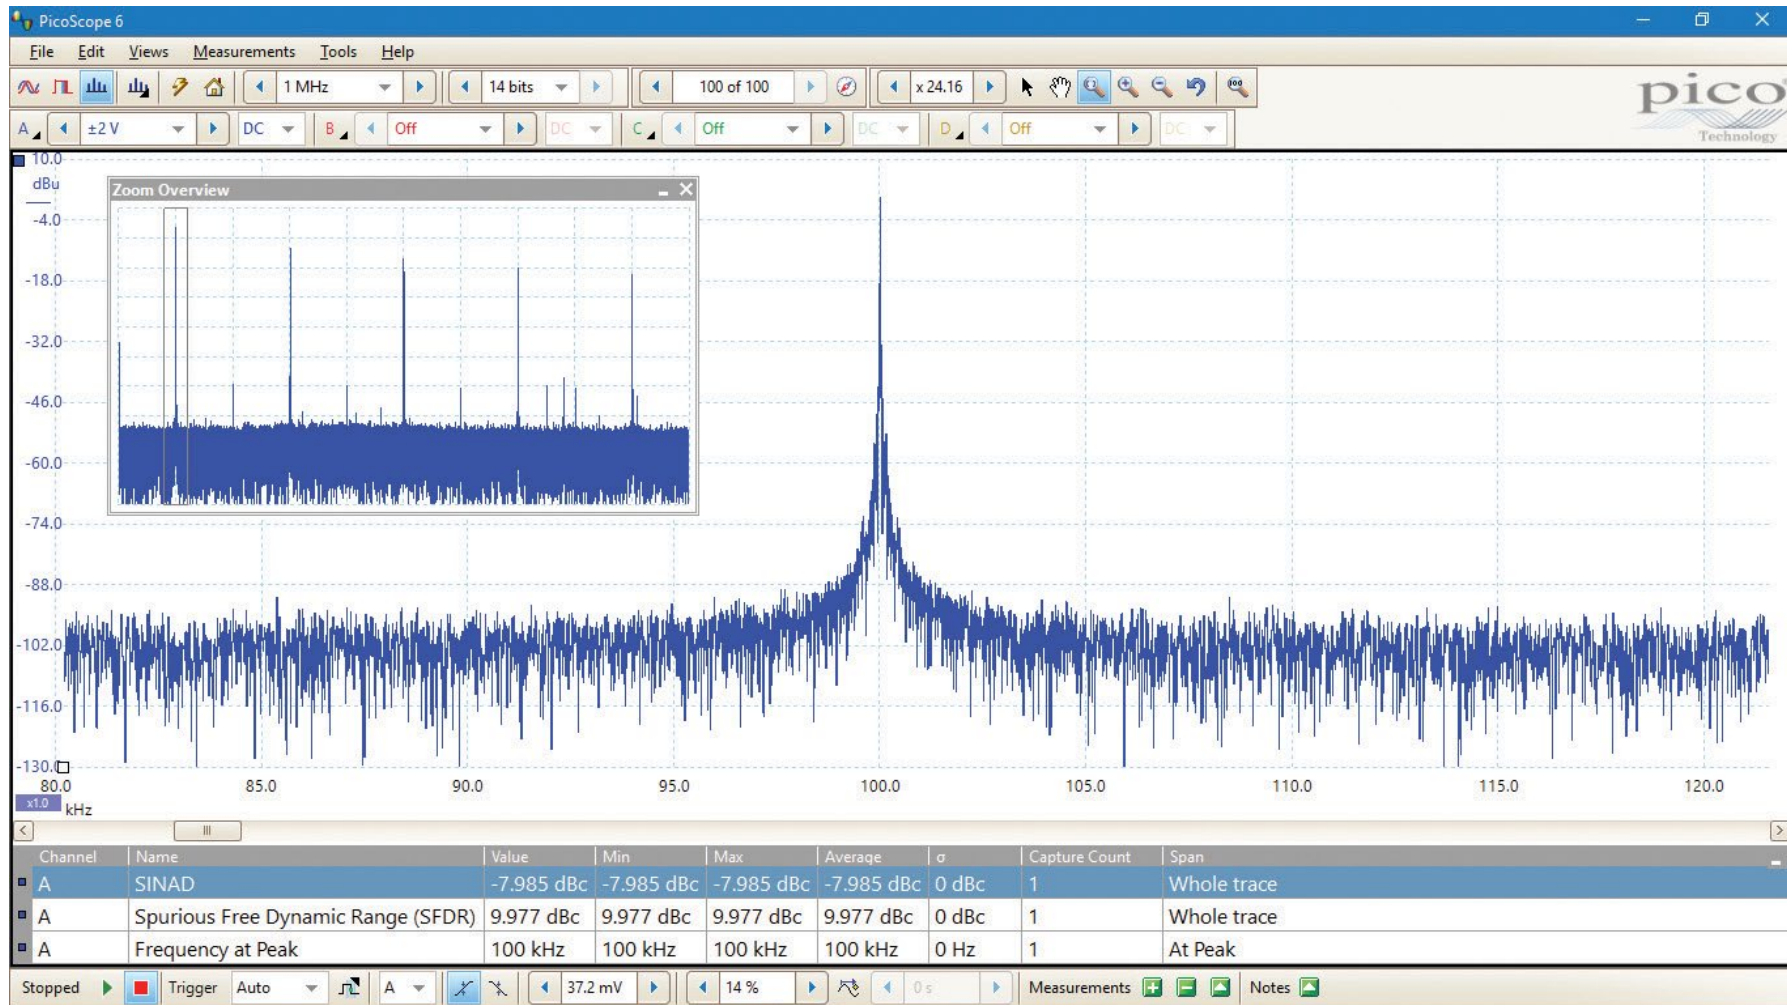 PicoScope 6
File Edit Views Measurements Tools Help
1 MHz 14 bits 100 of 100 x 24.16
pico
Technology
A ±2 V DC B Off DC C Off DC D Off DC
10.0
dBu
-4.0
-18.0
-32.0
-46.0
-60.0
-74.0
-88.0
-102.0
-116.0
-130.0
Zoom Overview
80.0 85.0 90.0 95.0 100.0 105.0 110.0 115.0 120.0
x1.0 kHz
Channel Name Value Min Max Average σ Capture Count Span
A SINAD -7.985 dBc -7.985 dBc -7.985 dBc -7.985 dBc 0 dBc 1 Whole trace
A Spurious Free Dynamic Range (SFDR) 9.977 dBc 9.977 dBc 9.977 dBc 9.977 dBc 0 dBc 1 Whole trace
A Frequency at Peak 100 kHz 100 kHz 100 kHz 100 kHz 0 Hz 1 At Peak
Stopped Trigger Auto A 37.2 mV 14 % 0 s Measurements Notes